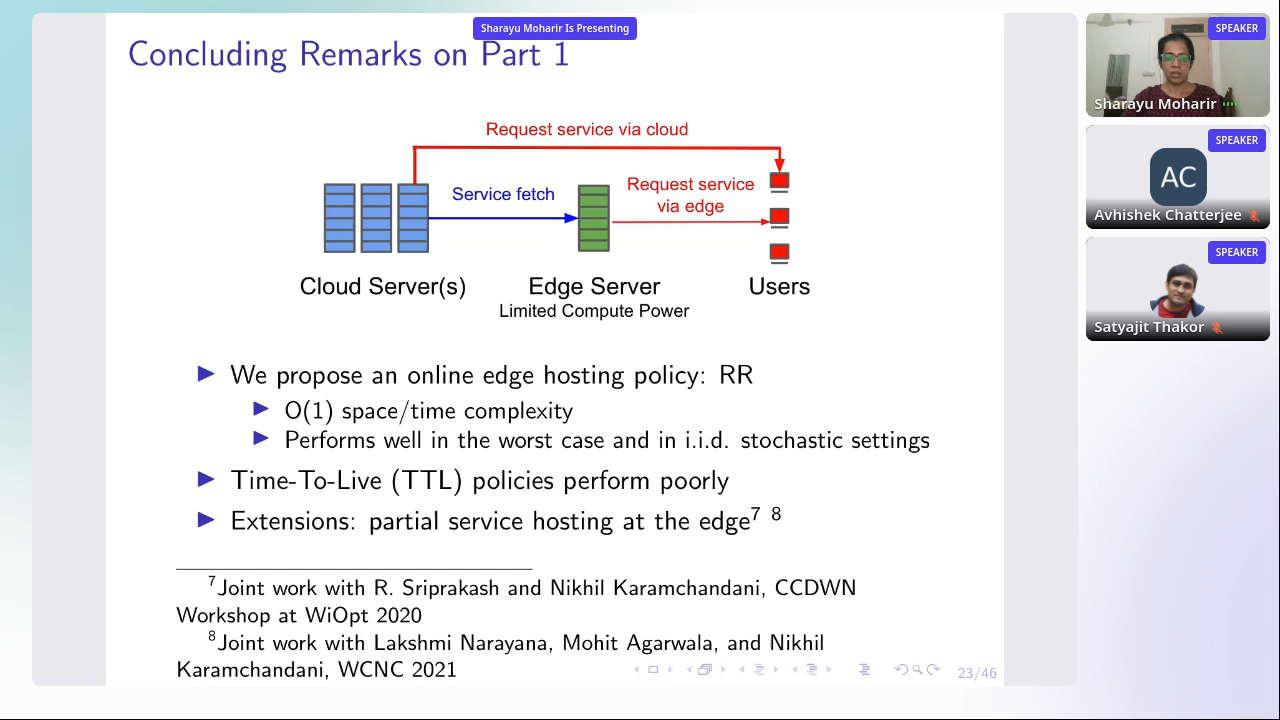 Sharayu Moharir Is Presenting
Concluding Remarks on Part 1
Request service via cloud
Service fetch
Request service
via edge
Cloud Server(s)
Edge Server
Users
Limited Compute Power
We propose an online edge hosting policy: RR
O(1) space/time complexity
Performs well in the worst case and in i.i.d. stochastic settings
Time-To-Live (TTL) policies perform poorly
Extensions: partial service hosting at the edge⁷ ⁸
⁷Joint work with R. Sriprakash and Nikhil Karamchandani, CCDWN
Workshop at WiOpt 2020
⁸Joint work with Lakshmi Narayana, Mohit Agarwala, and Nikhil
Karamchandani, WCNC 2021
23/46
SPEAKER
Sharayu Moharir
SPEAKER
AC
Avhishek Chatterjee
SPEAKER
Satyajit Thakor